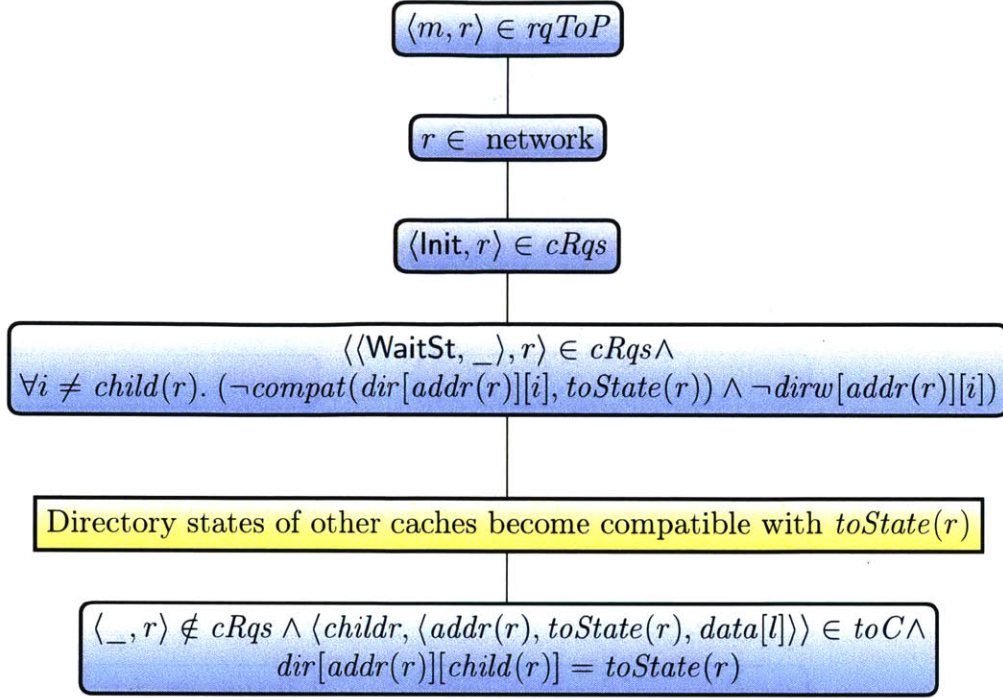 ⟨m, r⟩ ∈ rqToP
r ∈ network
⟨Init, r⟩ ∈ cRqs
⟨⟨WaitSt, _⟩, r⟩ ∈ cRqs∧
∀i ≠ child(r). (¬compat(dir[addr(r)][i], toState(r)) ∧ ¬dirw[addr(r)][i])
Directory states of other caches become compatible with toState(r)
⟨_, r⟩ ∉ cRqs ∧ ⟨childr, ⟨addr(r), toState(r), data[l]⟩⟩ ∈ toC∧
dir[addr(r)][child(r)] = toState(r)